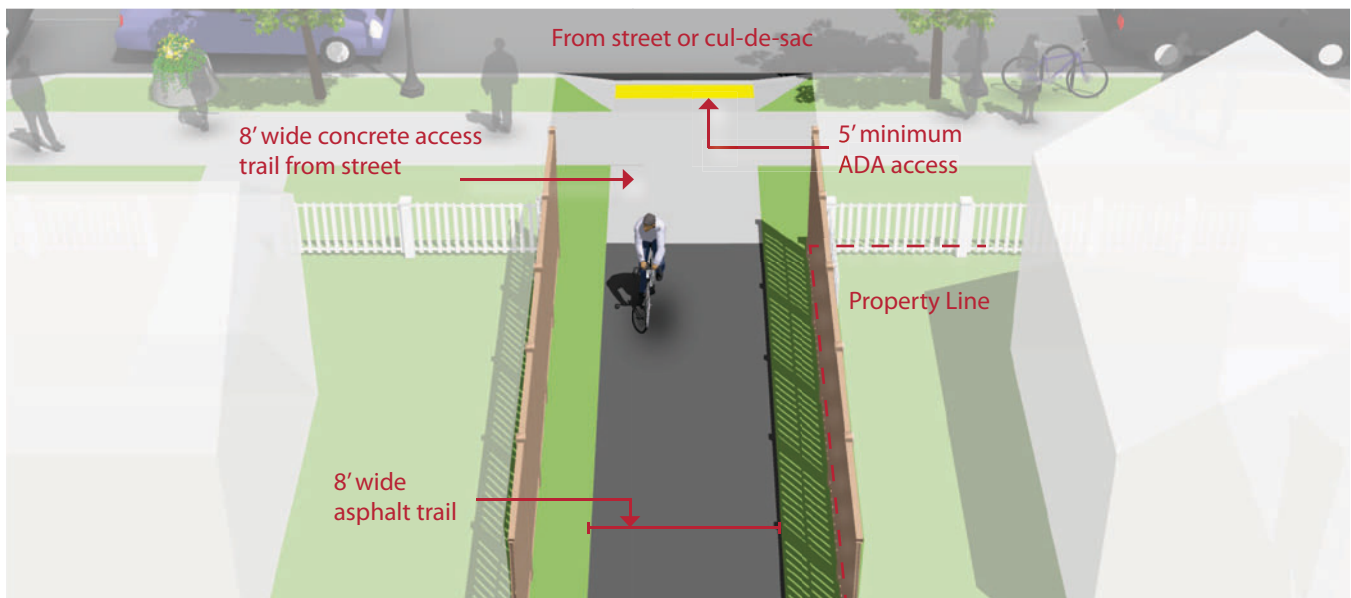 From street or cul-de-sac
8' wide concrete access
trail from street
5' minimum
ADA access
Property Line
8' wide
asphalt trail